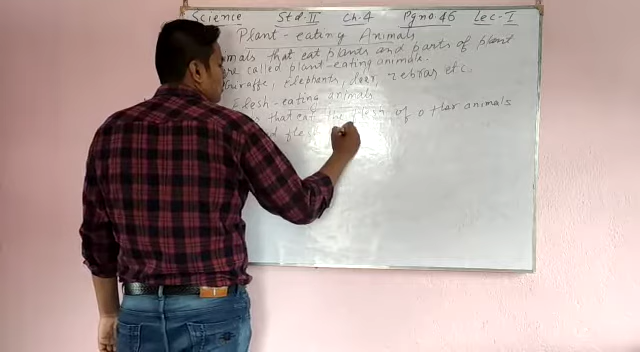 Science Std. II Ch. 4 Pg no. 46 Lec - I
Plant - eating Animals
mals that eat plants and parts of plant
are called plant-eating animals.
Giraffe, Elephants, deer, zebras etc.
Flesh - eating animals
that eat the flesh of other animals
d flesh